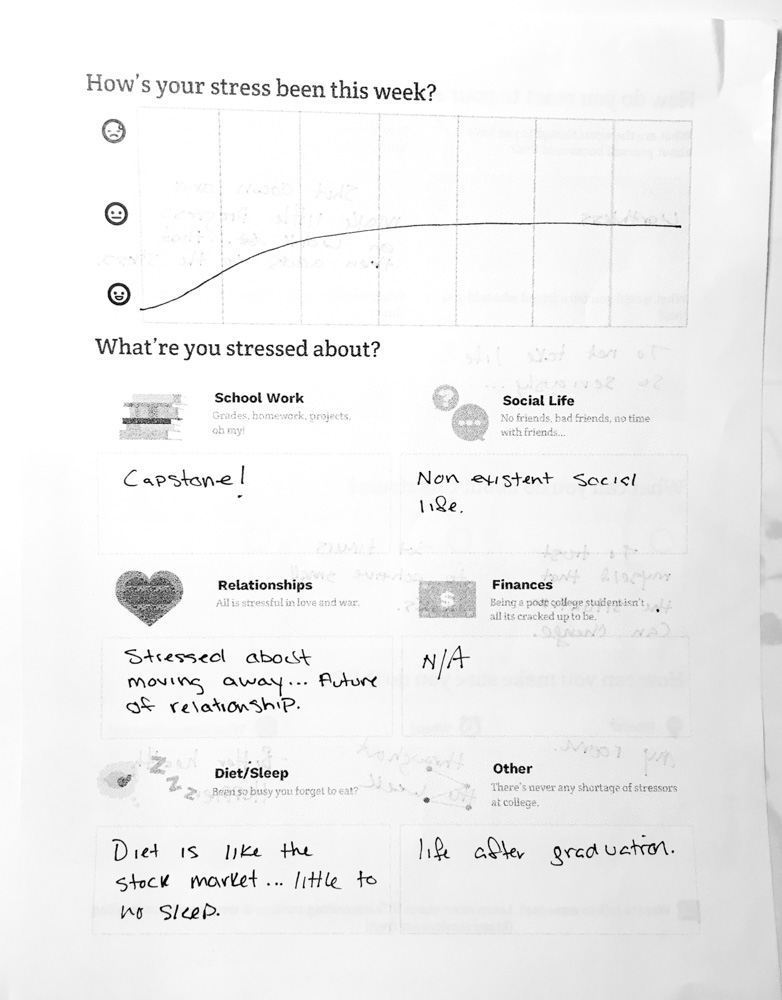 How's your stress been this week?
What're you stressed about?
School Work
Grades, homework, projects,
oh my!
Capstone!
Social Life
No friends, bad friends, no time
with friends...
Non existent social
life.
Relationships
All is stressful in love and war.
Stressed about
moving away... Future
of relationship.
Finances
$
Being a poor college student isn't
all its cracked up to be.
N/A
Diet/Sleep
Been so busy you forget to eat?
z z z z
Diet is like the
stock market... little to
no sleep.
Other
There's never any shortage of stressors
at college.
life after graduation.